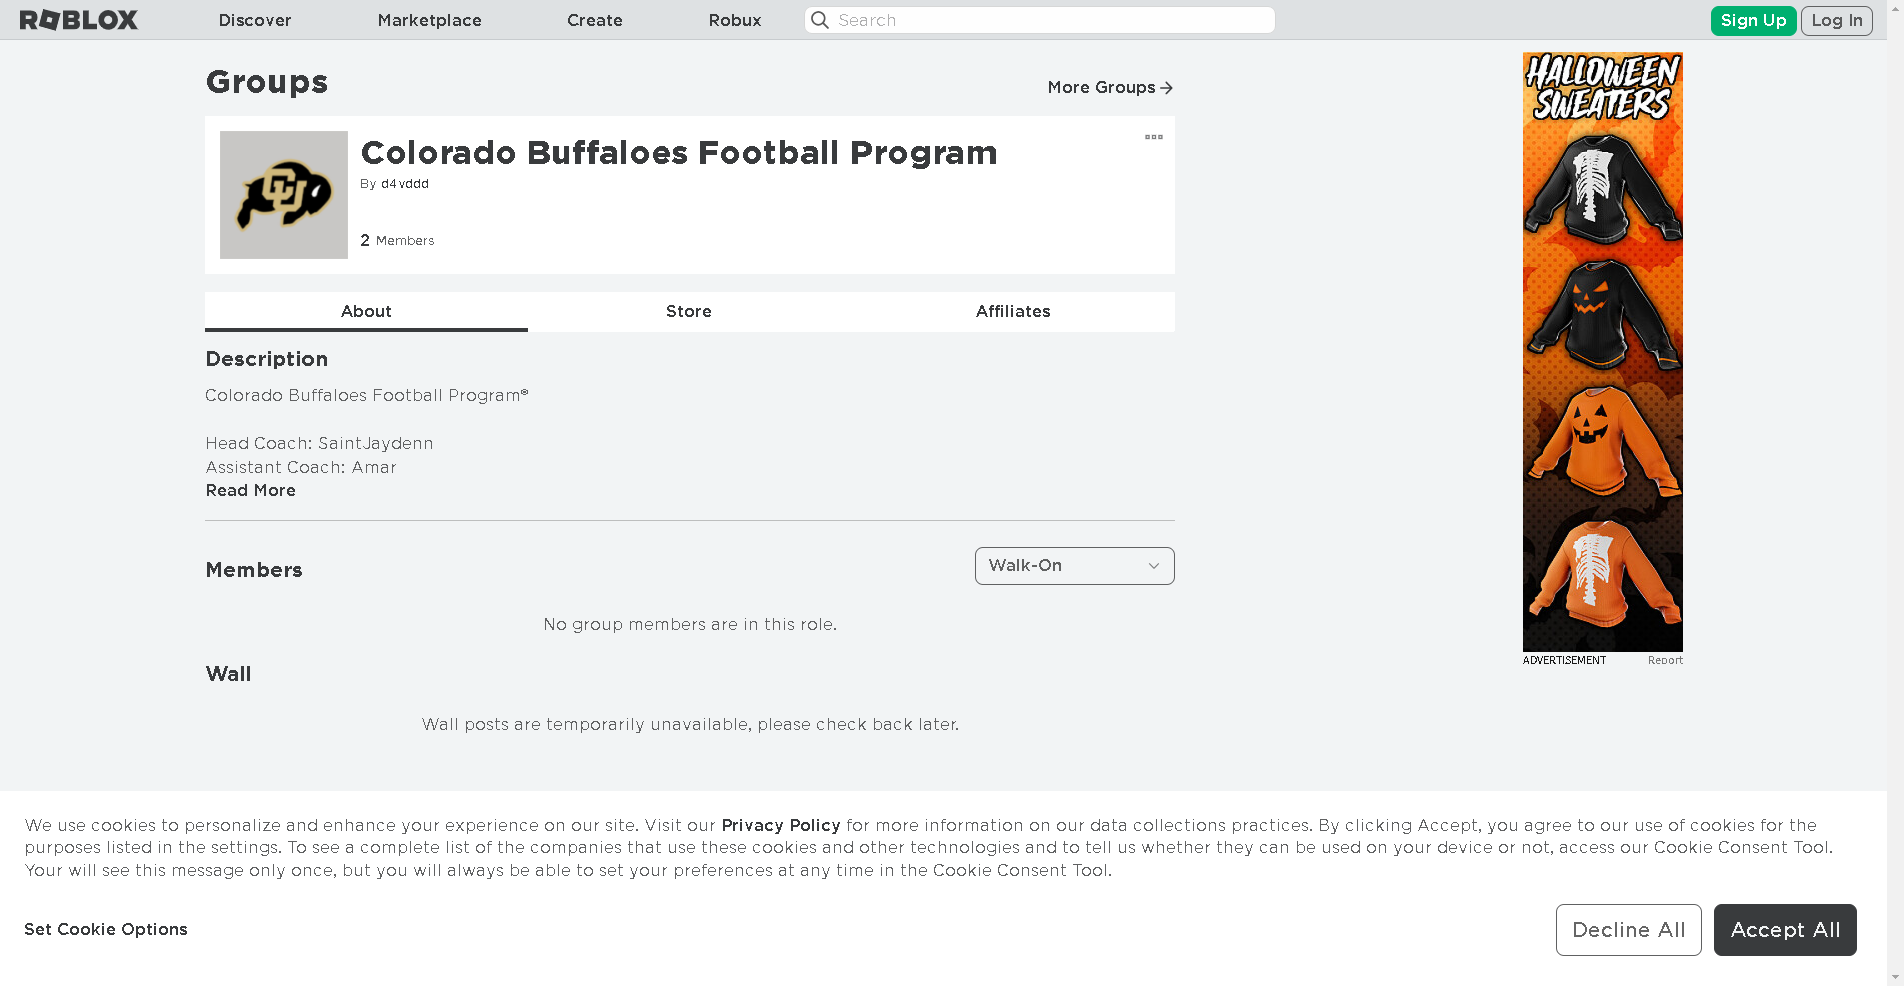 ROBLOX
Discover
Marketplace
Create
Robux
Search
Sign Up
Log In
Groups
More Groups
Colorado Buffaloes Football Program
By d4vddd
2 Members
CU
About
Store
Affiliates
Description
Colorado Buffaloes Football Program®
Head Coach: SaintJaydenn
Assistant Coach: Amar
Read More
Members
Walk-On
No group members are in this role.
Wall
Wall posts are temporarily unavailable, please check back later.
HALLOWEEN
SWEATERS
ADVERTISEMENT
Report
We use cookies to personalize and enhance your experience on our site. Visit our Privacy Policy for more information on our data collections practices. By clicking Accept, you agree to our use of cookies for the
purposes listed in the settings. To see a complete list of the companies that use these cookies and other technologies and to tell us whether they can be used on your device or not, access our Cookie Consent Tool.
Your will see this message only once, but you will always be able to set your preferences at any time in the Cookie Consent Tool.
Set Cookie Options
Decline All
Accept All